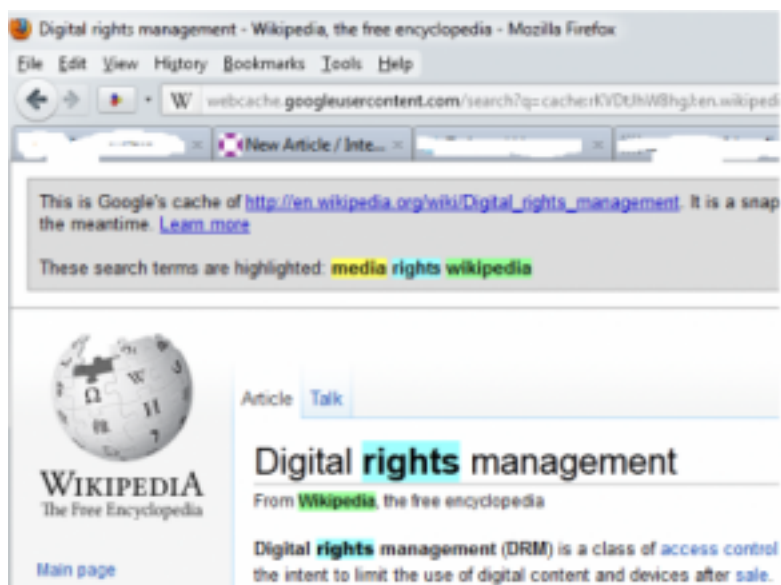 Digital rights management - Wikipedia, the free encyclopedia - Mozilla Firefox
File Edit View History Bookmarks Tools Help
W webcache.googleusercontent.com/search?q=cache:
New Article / Inte...
This is Google's cache of http://en.wikipedia.org/wiki/Digital_rights_management. It is a snap
the meantime. Learn more
These search terms are highlighted: media rights wikipedia
Article Talk
Digital rights management
WIKIPEDIA
The Free Encyclopedia
From Wikipedia, the free encyclopedia
Digital rights management (DRM) is a class of access control
Main page
the intent to limit the use of digital content and devices after sale.